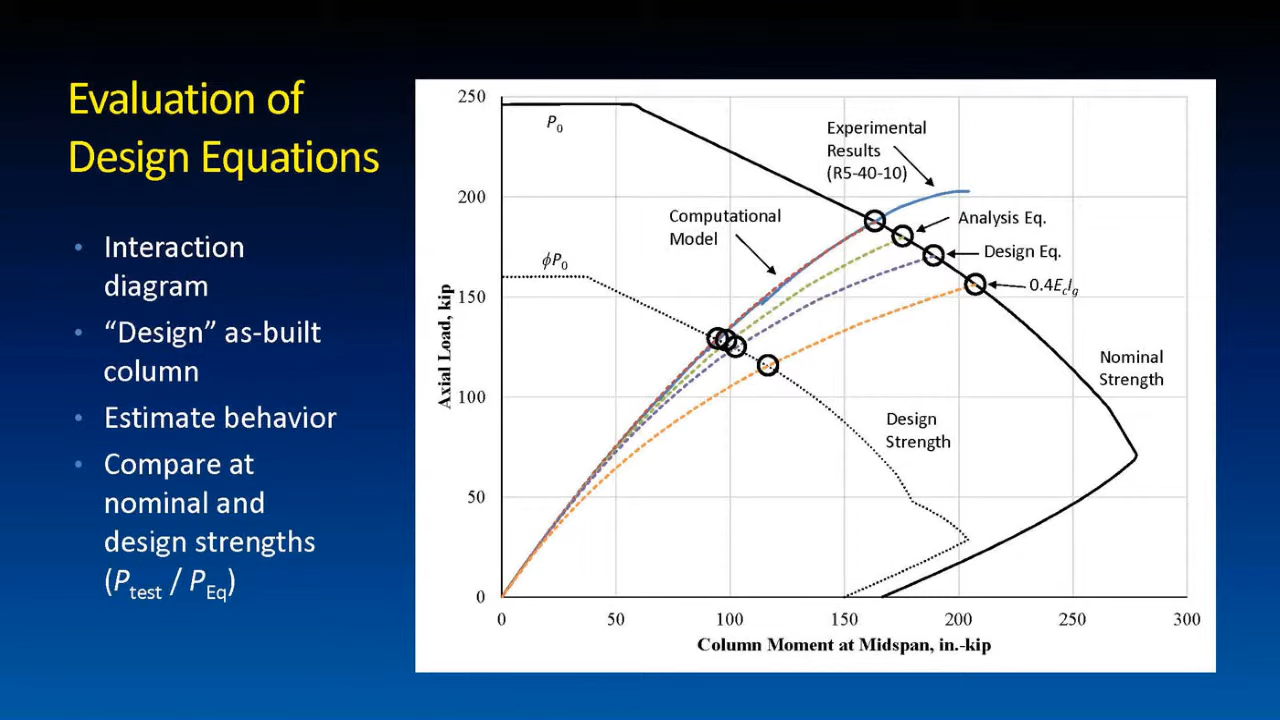 Evaluation of
Design Equations
• Interaction
diagram
• “Design” as-built
column
• Estimate behavior
• Compare at
nominal and
design strengths
(Ptest / PEq)
250
200
150
100
50
0
Axial Load, kip
P0
ϕP0
Experimental
Results
(R5-40-10)
Computational
Model
Analysis Eq.
Design Eq.
0.4EcIg
Nominal
Strength
Design
Strength
0 50 100 150 200 250 300
Column Moment at Midspan, in.-kip